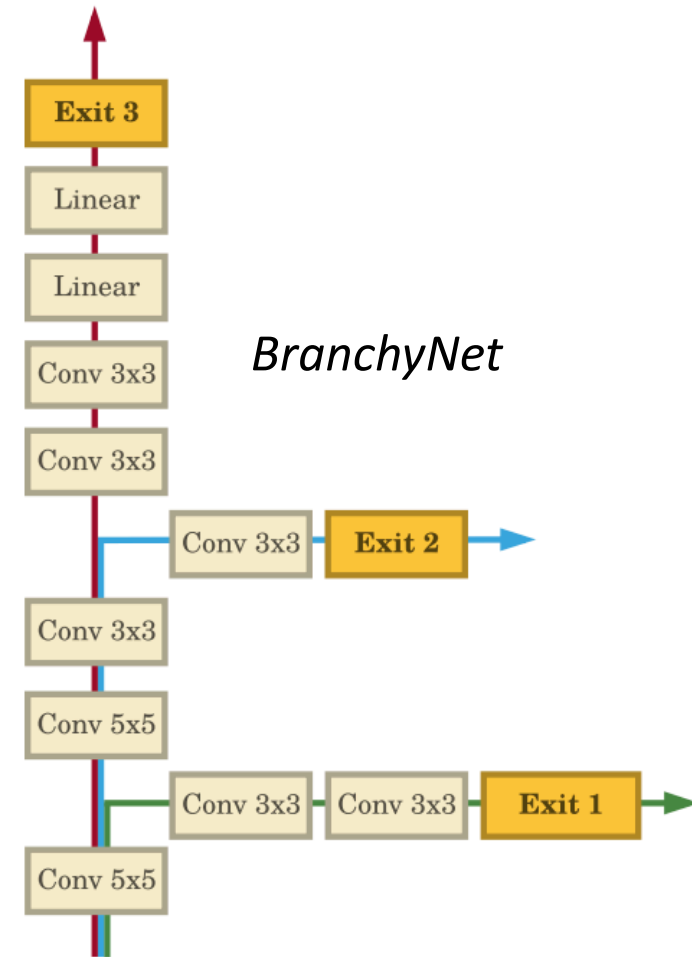 Exit 3
Linear
Linear
BranchyNet
Conv 3x3
Conv 3x3
Conv 3x3
Exit 2
Conv 3x3
Conv 5x5
Conv 3x3
Conv 3x3
Exit 1
Conv 5x5